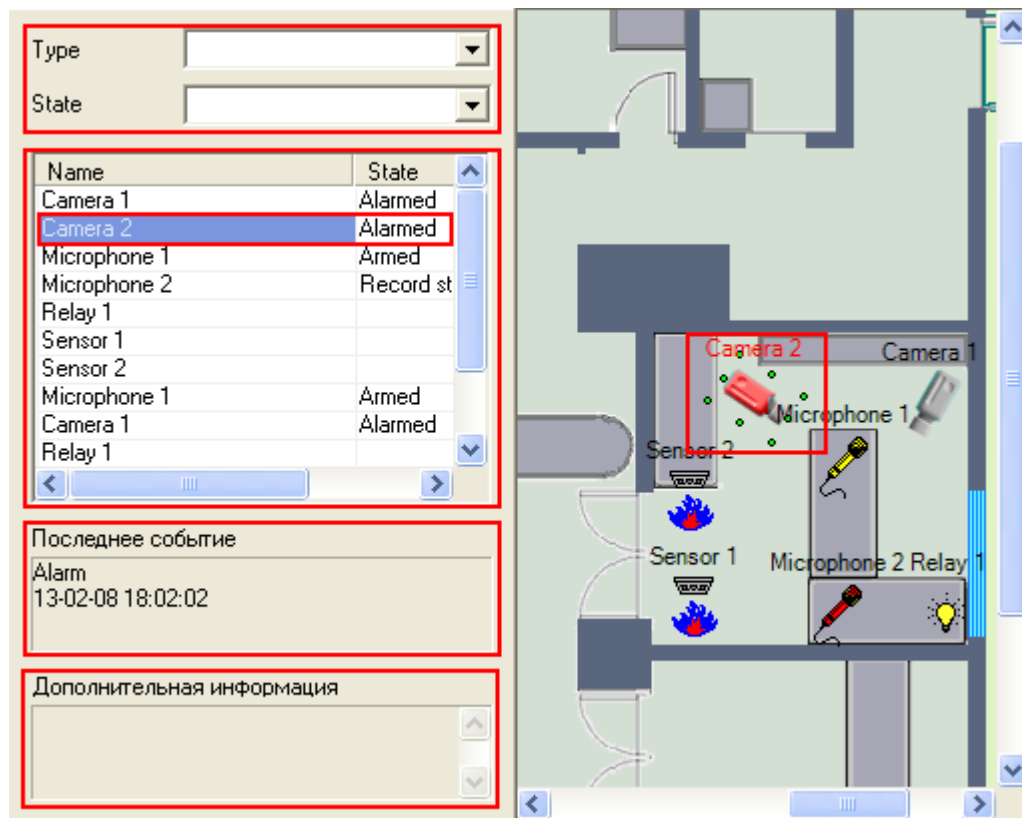 Type
State
Name State
Camera 1 Alarmed
Camera 2 Alarmed
Microphone 1 Armed
Microphone 2 Record st
Relay 1
Sensor 1
Sensor 2
Microphone 1 Armed
Camera 1 Alarmed
Relay 1
Последнее событие
Alarm
13-02-08 18:02:02
Дополнительная информация
Camera 2 Camera 1
Microphone 1
Sensor 2
Sensor 1
Microphone 2 Relay 1